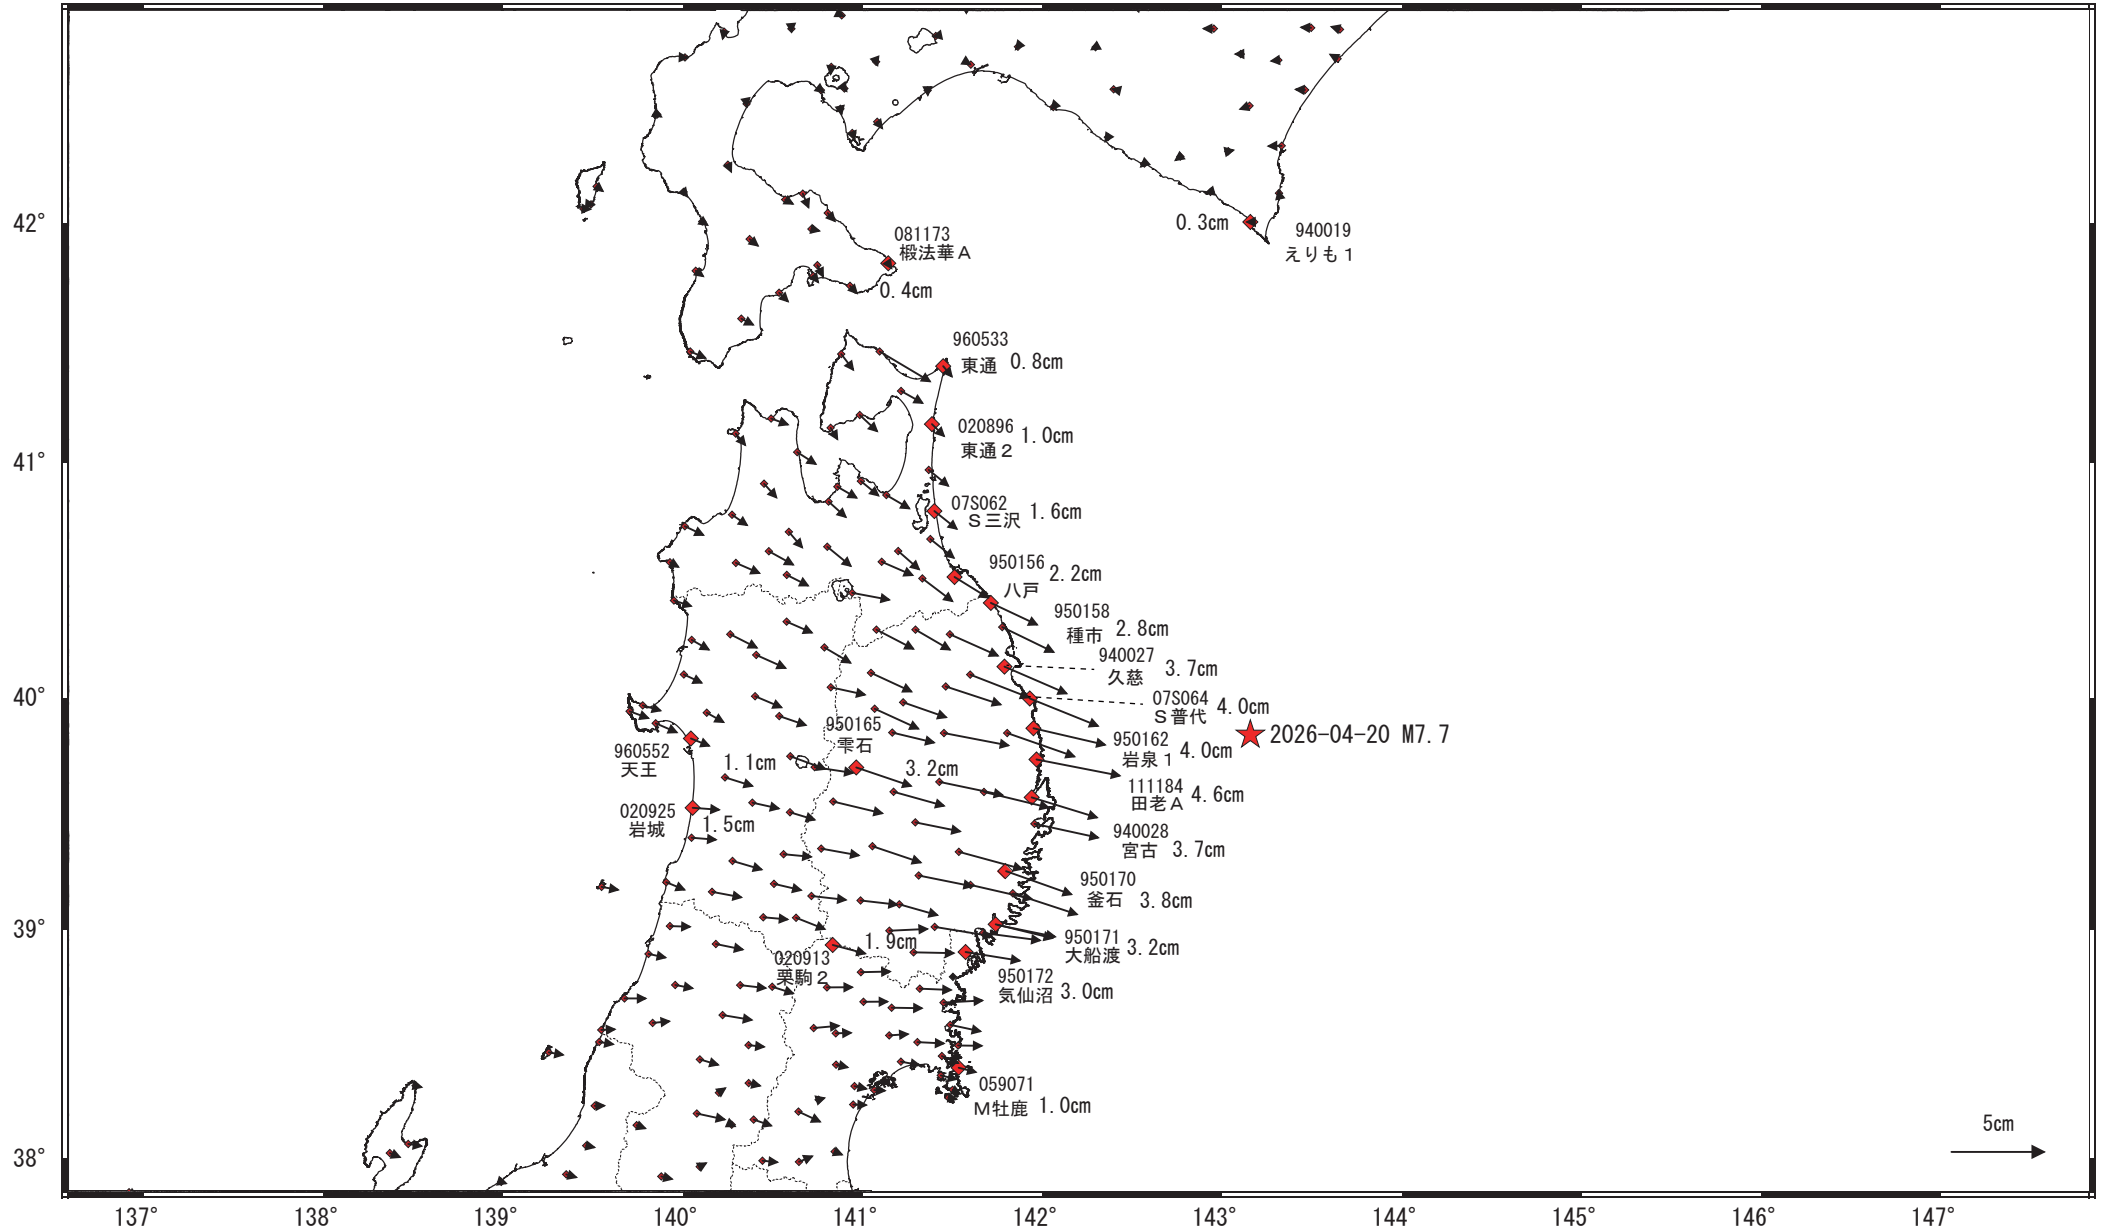 42°
0.3cm
940019
えりも１
081173
椴法華Ａ
0.4cm
960533
東通 0.8cm
020896
東通２ 1.0cm
41°
07S062
Ｓ三沢 1.6cm
950156
八戸 2.2cm
950158
種市 2.8cm
940027
久慈 3.7cm
40°
07S064
Ｓ普代 4.0cm
950165
雫石
3.2cm
2026-04-20 M7.7
950162
岩泉１ 4.0cm
960552
天王
1.1cm
111184
田老Ａ 4.6cm
020925
岩城
1.5cm
940028
宮古 3.7cm
950170
釜石 3.8cm
39°
950171
大船渡 3.2cm
1.9cm
020913
栗駒２
950172
気仙沼 3.0cm
059071
Ｍ牡鹿 1.0cm
5cm
38°
137°
138°
139°
140°
141°
142°
143°
144°
145°
146°
147°